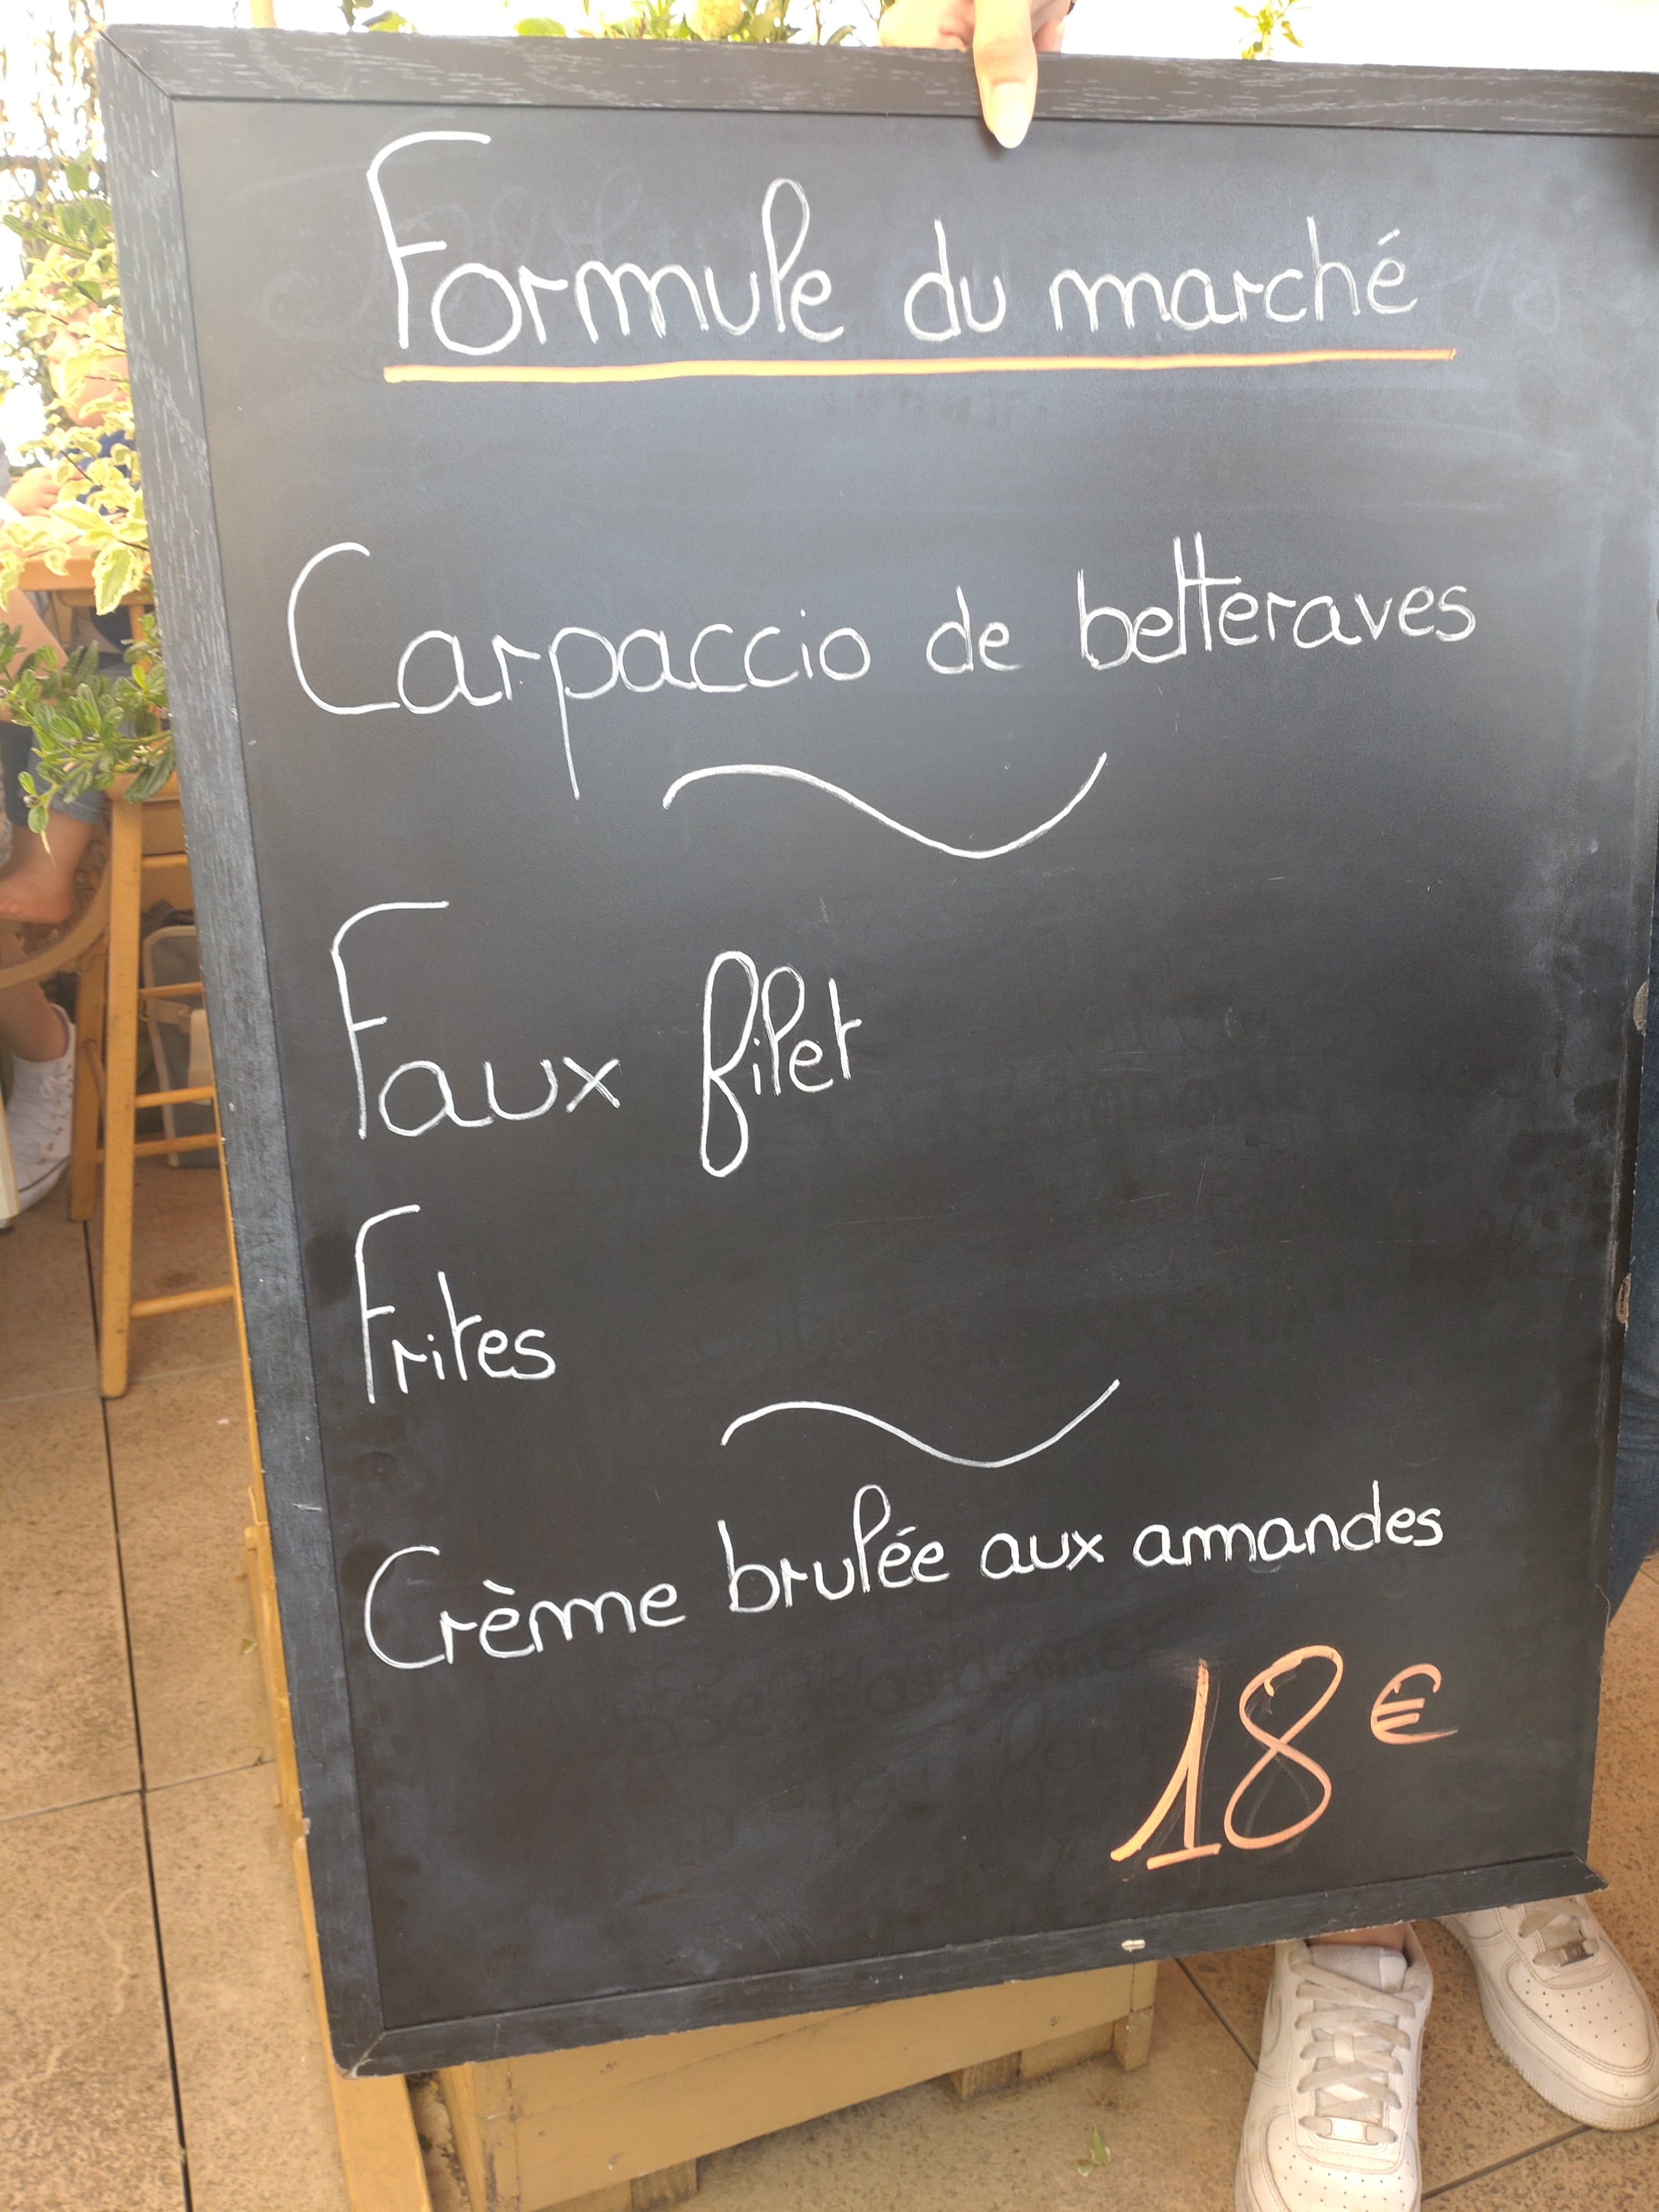 Formule du marché
Carpaccio de betteraves
Faux filet
Frites
Crème brulée aux amandes
18€